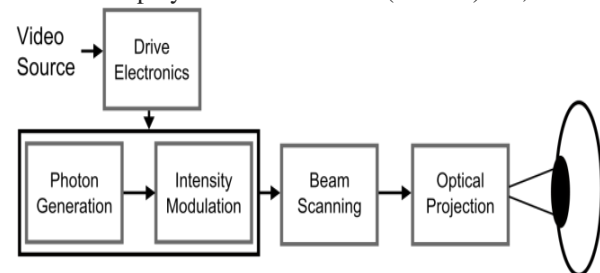 Video
Source
Drive
Electronics
Photon
Generation
Intensity
Modulation
Beam
Scanning
Optical
Projection